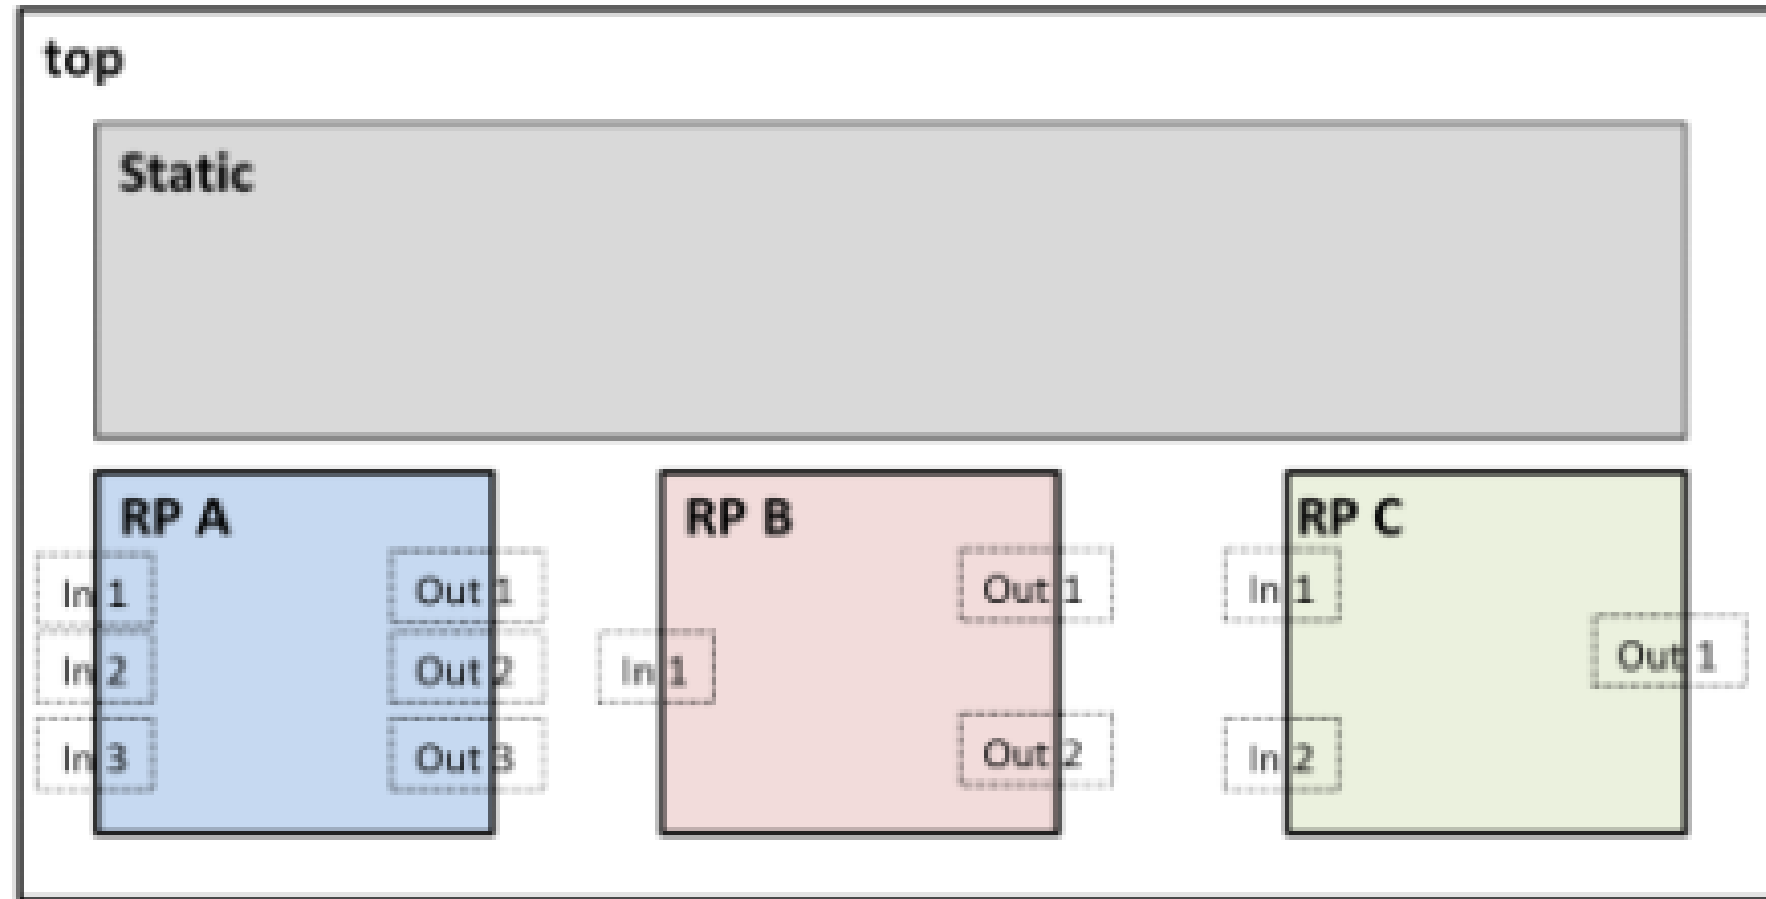 top
Static
RP A
In 1
In 2
In 3
Out 1
Out 2
Out 3
RP B
In 1
Out 1
Out 2
RP C
In 1
In 2
Out 1